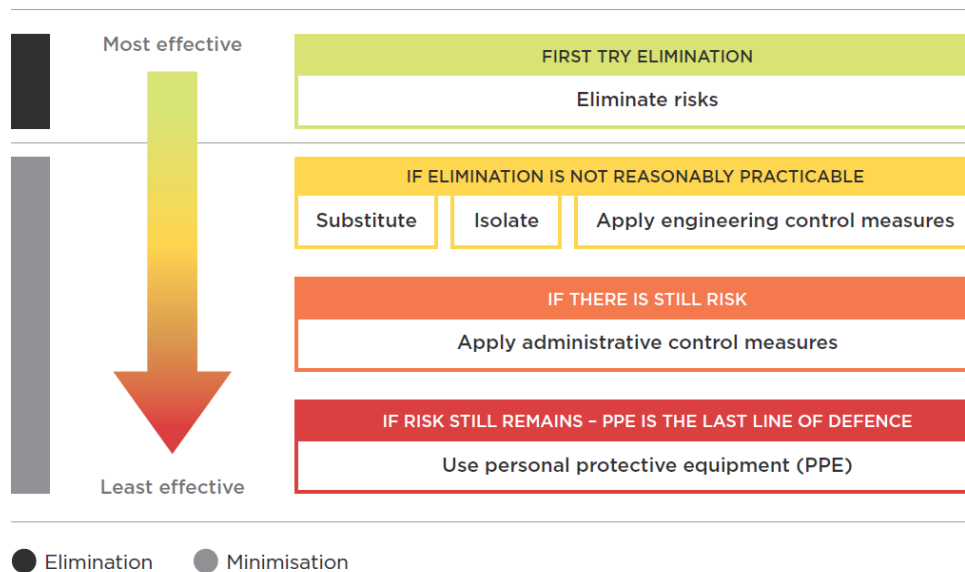 Most effective
FIRST TRY ELIMINATION
Eliminate risks
IF ELIMINATION IS NOT REASONABLY PRACTICABLE
Substitute
Isolate
Apply engineering control measures
IF THERE IS STILL RISK
Apply administrative control measures
IF RISK STILL REMAINS – PPE IS THE LAST LINE OF DEFENCE
Use personal protective equipment (PPE)
Least effective
Elimination
Minimisation